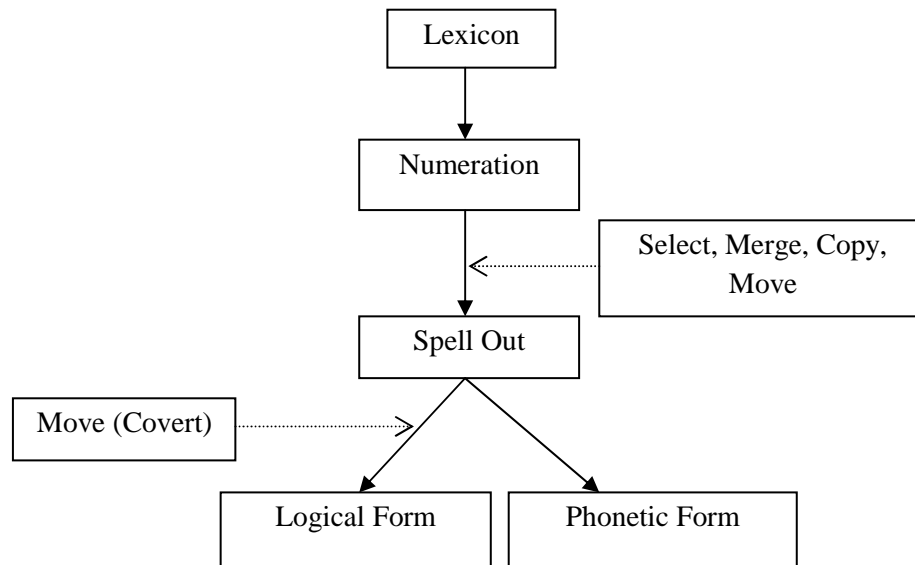 Lexicon
Numeration
Select, Merge, Copy,
Move
Spell Out
Move (Covert)
Logical Form
Phonetic Form